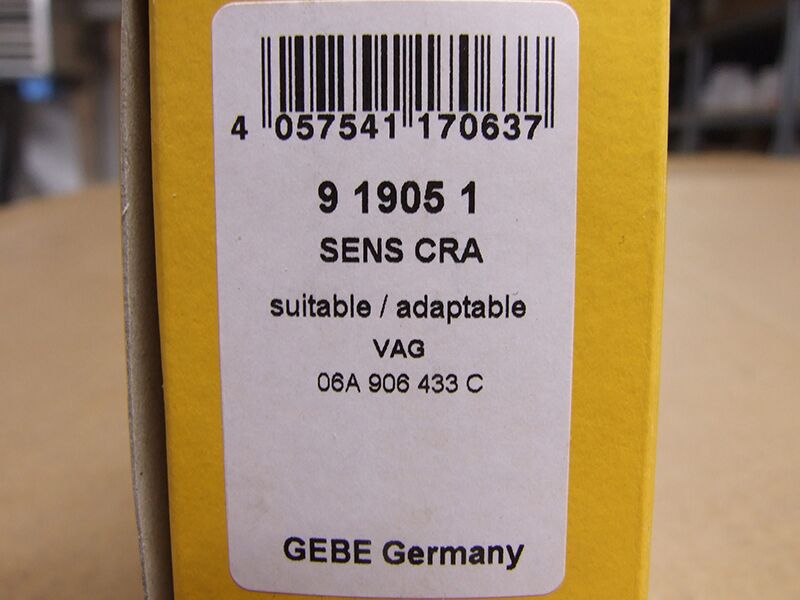 4 057541 170637
9 1905 1
SENS CRA
suitable / adaptable
VAG
06A 906 433 C
GEBE Germany